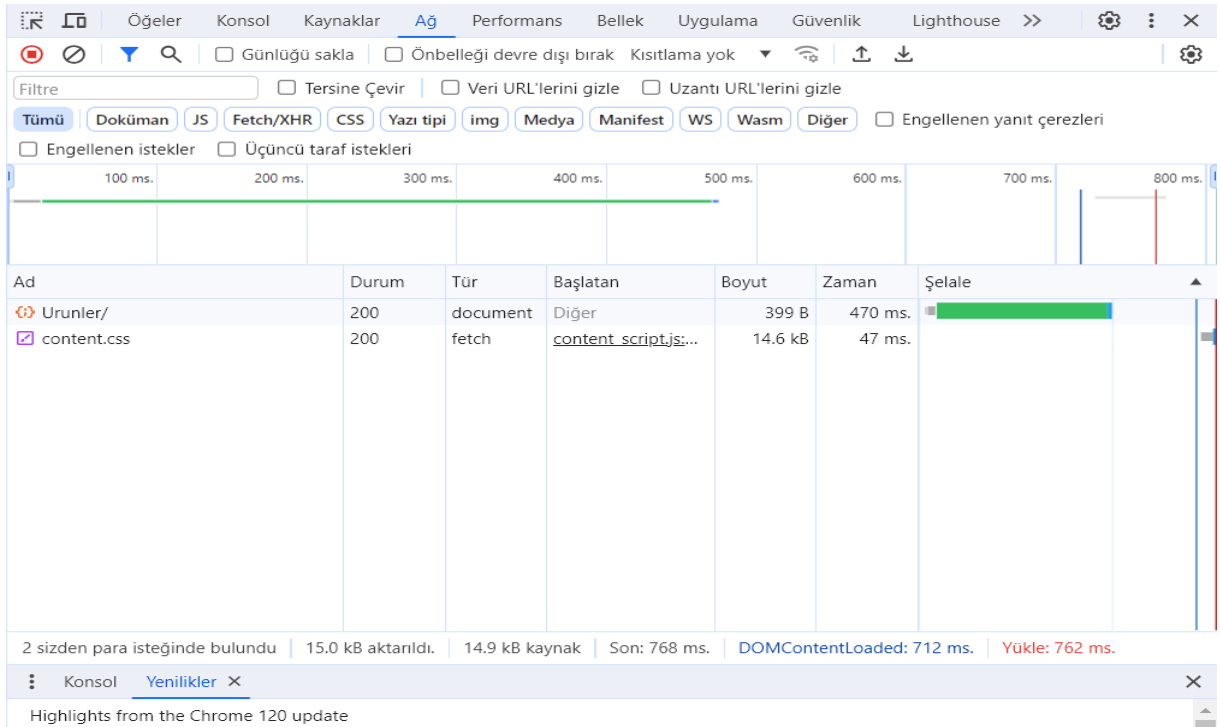 Öğeler Konsol Kaynaklar Ağ Performans Bellek Uygulama Güvenlik Lighthouse
Günlüğü sakla Önbelleği devre dışı bırak Kısıtlama yok
Filtre Tersine Çevir Veri URL'lerini gizle Uzantı URL'lerini gizle
Tümü Doküman JS Fetch/XHR CSS Yazı tipi img Medya Manifest WS Wasm Diğer Engellenen yanıt çerezleri
Engellenen istekler Üçüncü taraf istekleri
100 ms. 200 ms. 300 ms. 400 ms. 500 ms. 600 ms. 700 ms. 800 ms.
Ad Durum Tür Başlatan Boyut Zaman Şelale
Urunler/ 200 document Diğer 399 B 470 ms.
content.css 200 fetch content_script.js:... 14.6 kB 47 ms.
2 sizden para isteğinde bulundu 15.0 kB aktarıldı. 14.9 kB kaynak Son: 768 ms. DOMContentLoaded: 712 ms. Yükle: 762 ms.
Konsol Yenilikler
Highlights from the Chrome 120 update